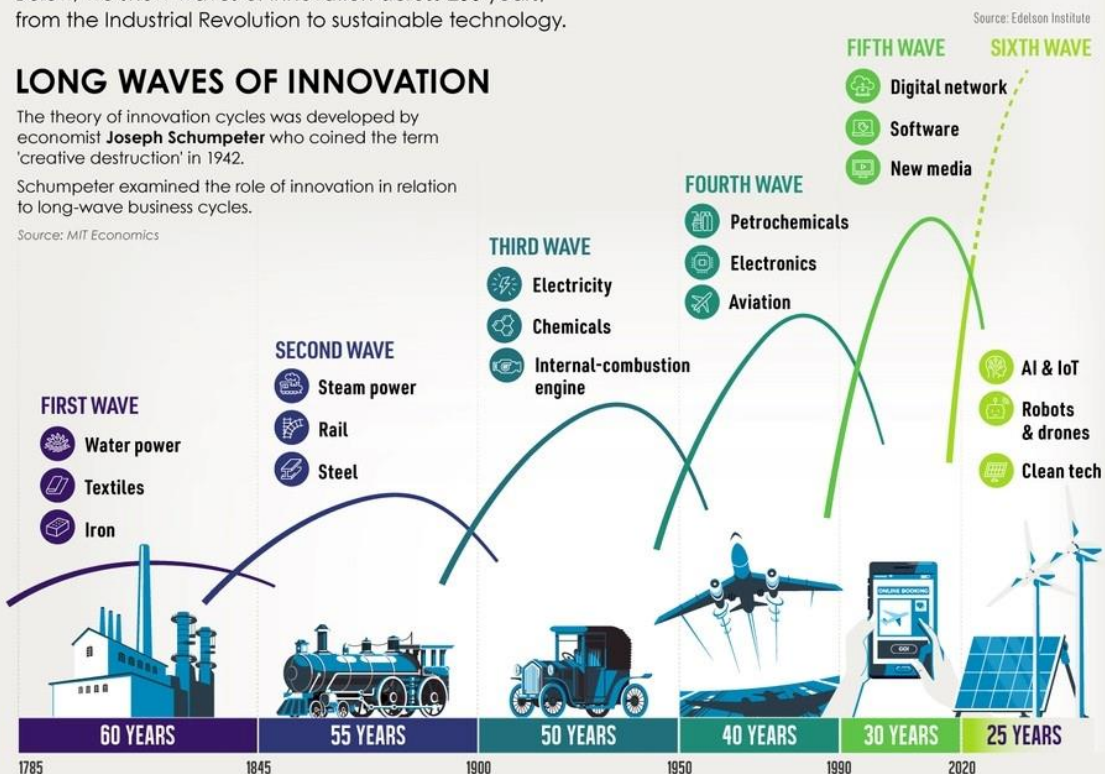 from the Industrial Revolution to sustainable technology.
Source: Edelson Institute
LONG WAVES OF INNOVATION
The theory of innovation cycles was developed by
economist Joseph Schumpeter who coined the term
'creative destruction' in 1942.
Schumpeter examined the role of innovation in relation
to long-wave business cycles.
Source: MIT Economics
FIRST WAVE
Water power
Textiles
Iron
SECOND WAVE
Steam power
Rail
Steel
THIRD WAVE
Electricity
Chemicals
Internal-combustion
engine
FOURTH WAVE
Petrochemicals
Electronics
Aviation
FIFTH WAVE
Digital network
Software
New media
SIXTH WAVE
AI & IoT
Robots
& drones
Clean tech
ONLINE BOOKING
GO!
60 YEARS
55 YEARS
50 YEARS
40 YEARS
30 YEARS
25 YEARS
1785
1845
1900
1950
1990
2020